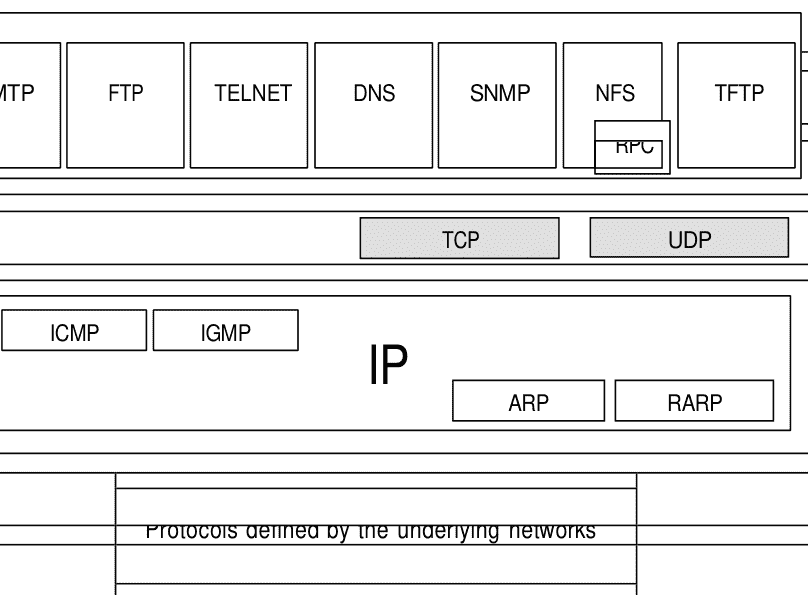 MTP FTP TELNET DNS SNMP NFS TFTP
RPC
TCP UDP
ICMP IGMP
IP
ARP RARP
Protocols defined by the underlying networks